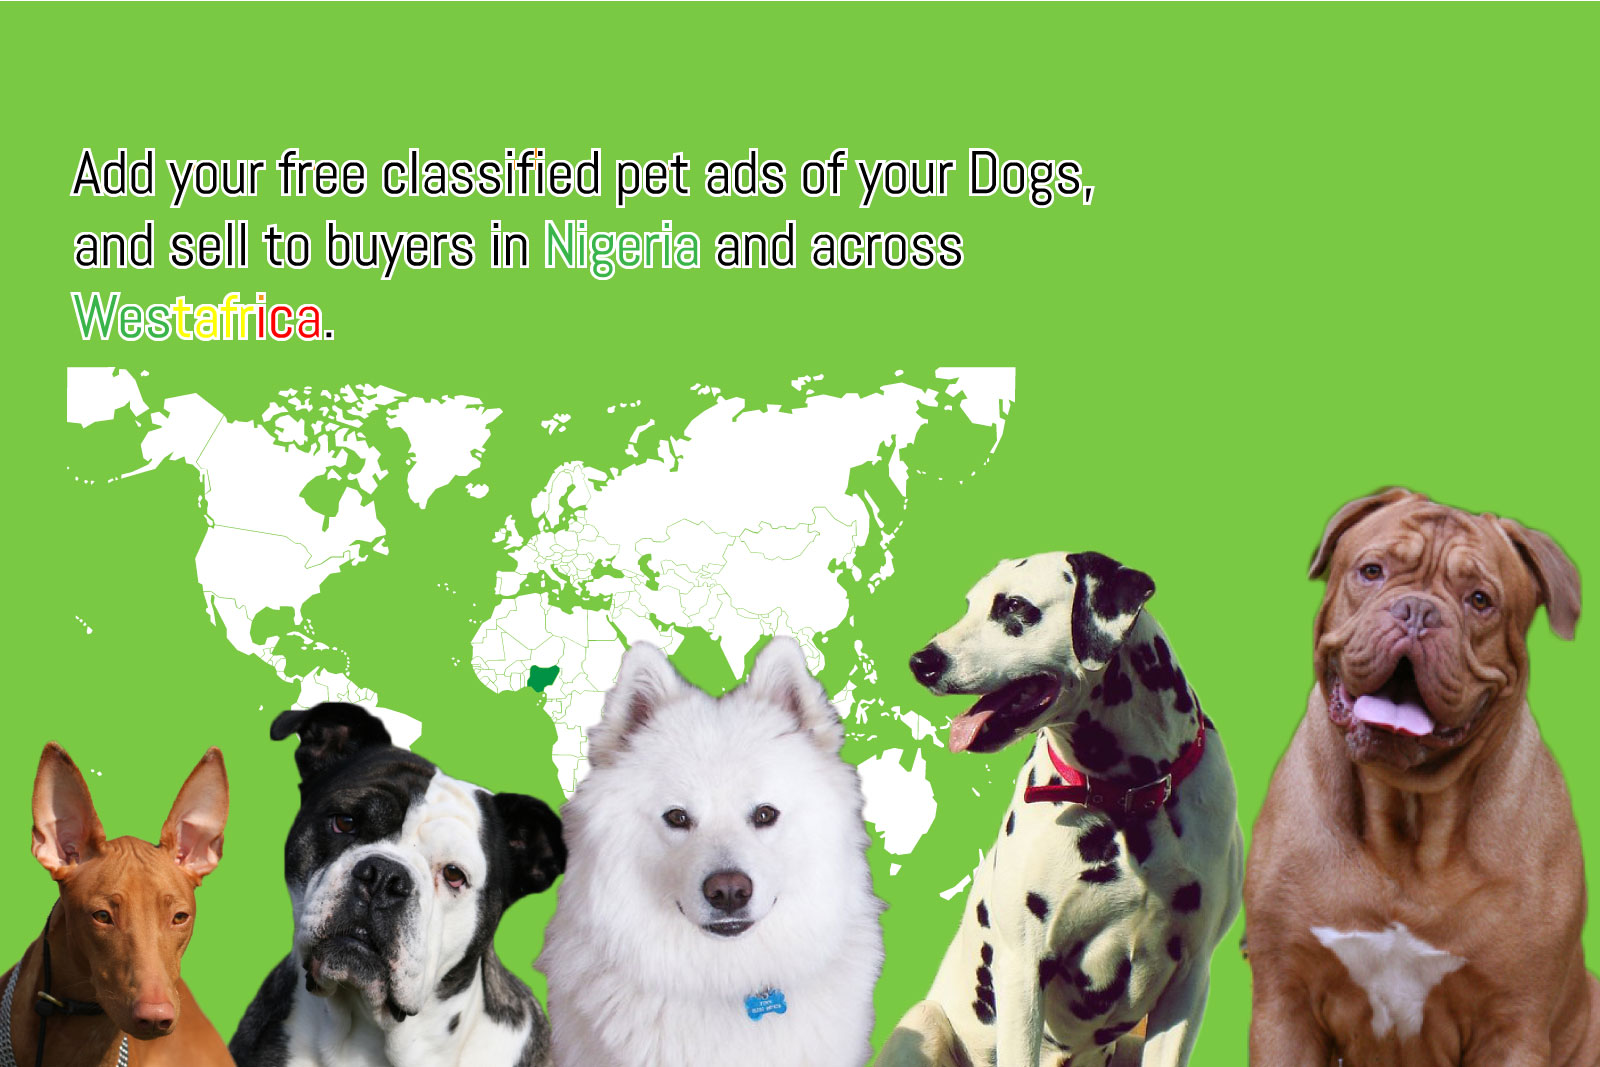 Add your free classified pet ads of your Dogs,
and sell to buyers in Nigeria and across
Westafrica.